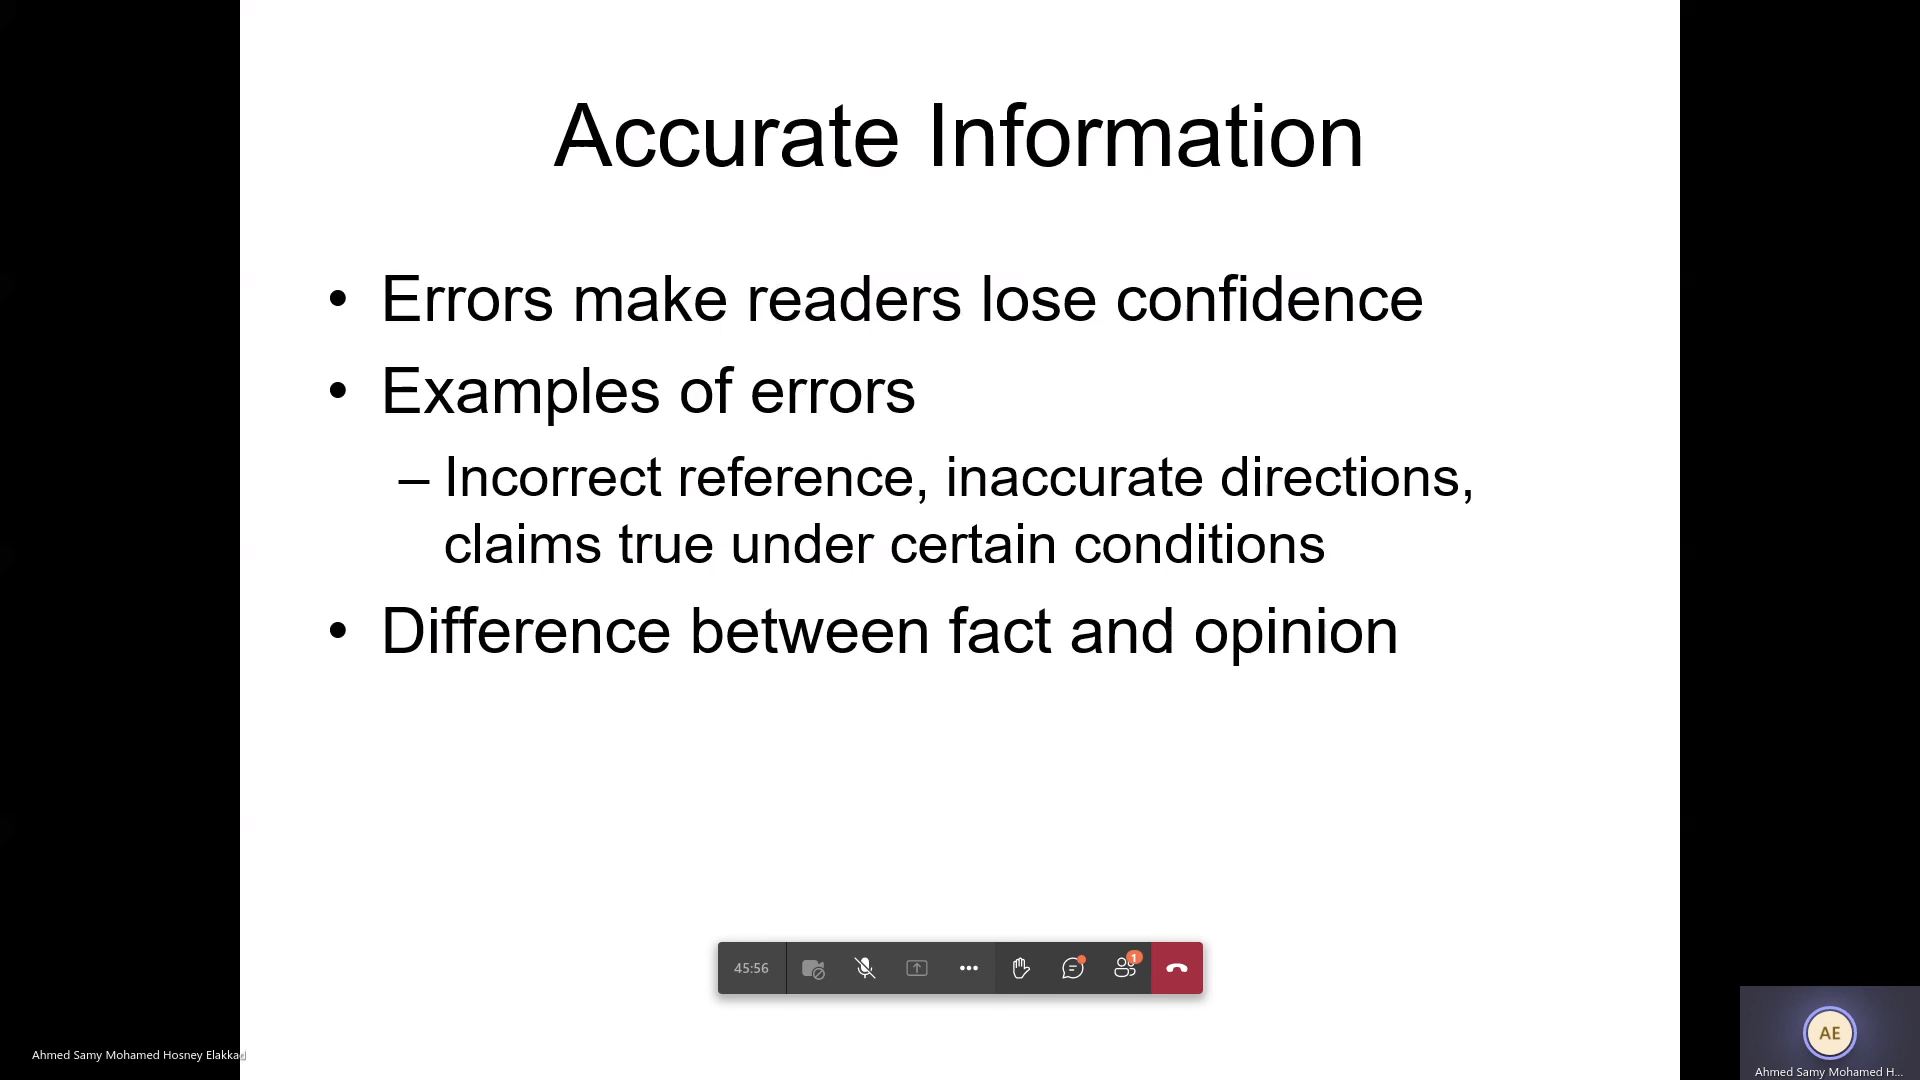 Accurate Information
• Errors make readers lose confidence
• Examples of errors
– Incorrect reference, inaccurate directions,
claims true under certain conditions
• Difference between fact and opinion
45:56
1
AE
Ahmed Samy Mohamed Hosney Elakkad
Ahmed Samy Mohamed H...